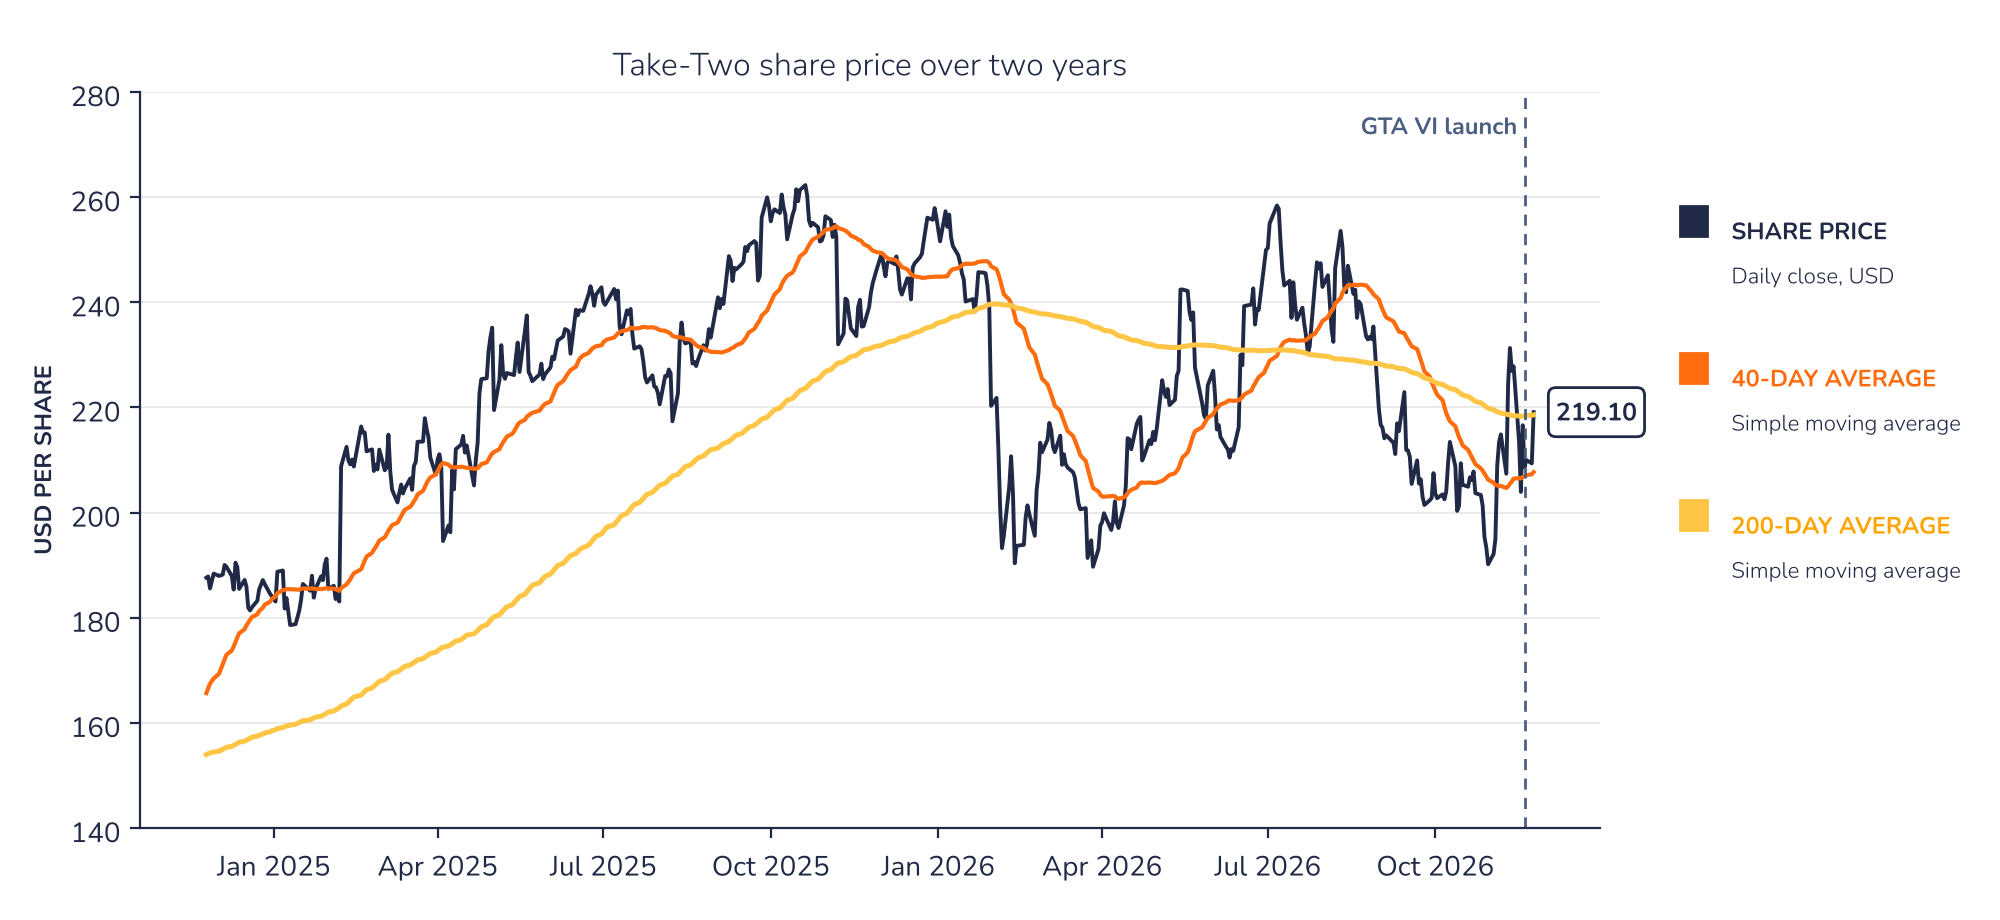 Take-Two share price over two years
280
260
240
220
200
180
160
140
USD PER SHARE
GTA VI launch
219.10
Jan 2025
Apr 2025
Jul 2025
Oct 2025
Jan 2026
Apr 2026
Jul 2026
Oct 2026
SHARE PRICE
Daily close, USD
40-DAY AVERAGE
Simple moving average
200-DAY AVERAGE
Simple moving average